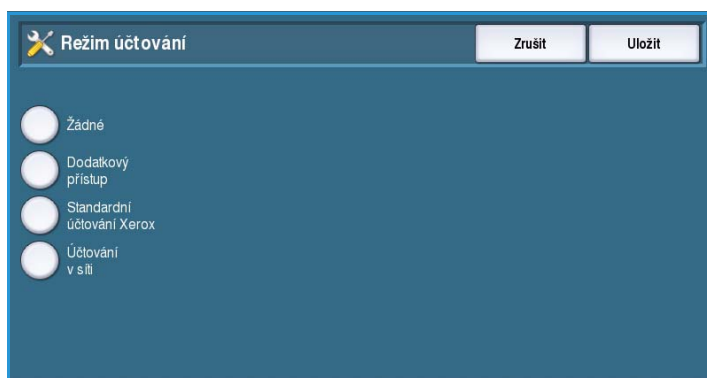 Režim účtování
Zrušit
Uložit
Žádné
Dodatkový
přístup
Standardní
účtování Xerox
Účtování
v síti